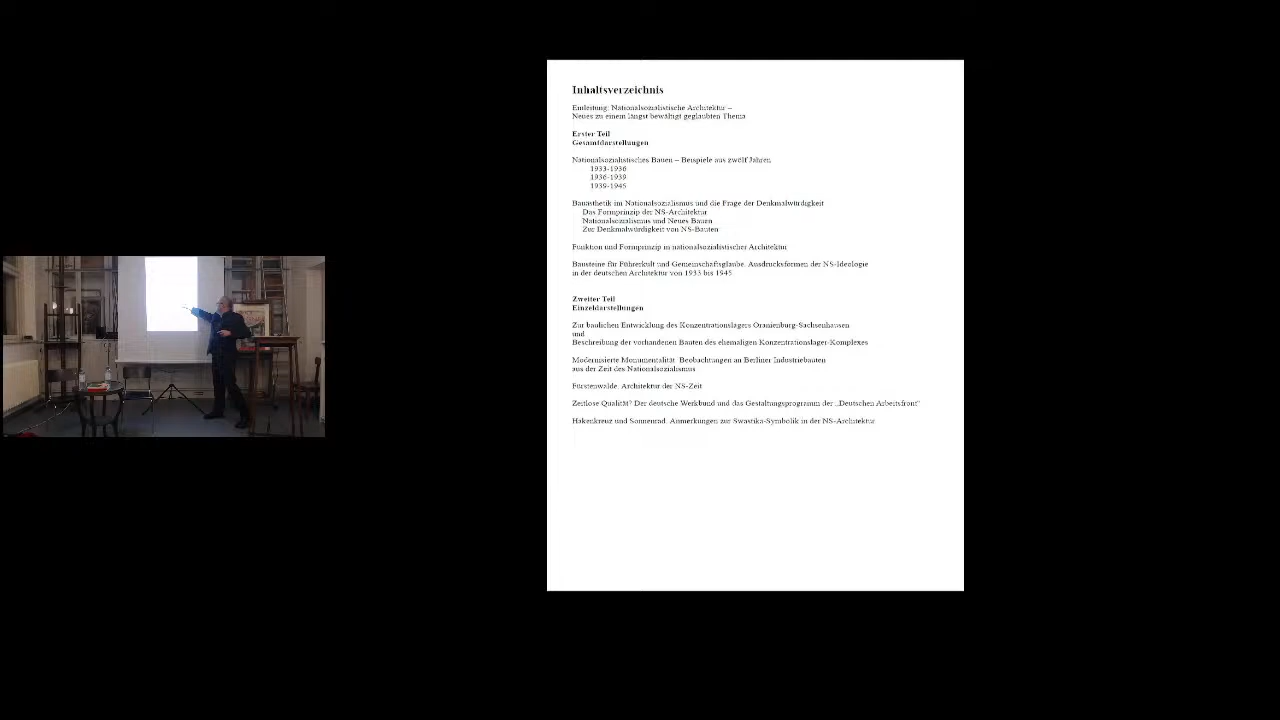 Inhaltsverzeichnis
Einleitung: Nationalsozialistische Architektur –
Neues zu einem längst bewältigt geglaubten Thema
Erster Teil
Gesamtdarstellungen
Nationalsozialistisches Bauen – Beispiele aus zwölf Jahren
1933-1936
1936-1939
1939-1945
Bauästhetik im Nationalsozialismus und die Frage der Denkmalwürdigkeit
Das Formprinzip der NS-Architektur
Nationalsozialismus und Neues Bauen
Zur Denkmalwürdigkeit von NS-Bauten
Funktion und Formprinzip in nationalsozialistischer Architektur
Bausteine für Führerkult und Gemeinschaftsglaube. Ausdrucksformen der NS-Ideologie
in der deutschen Architektur von 1933 bis 1945
Zweiter Teil
Einzeldarstellungen
Zur baulichen Entwicklung des Konzentrationslagers Oranienburg-Sachsenhausen
und
Beschreibung der vorhandenen Bauten des ehemaligen Konzentrationslager-Komplexes
Modernisierte Monumentalität. Beobachtungen an Berliner Industriebauten
aus der Zeit des Nationalsozialismus
Fürstenwalde. Architektur der NS-Zeit
Zeitlose Qualität? Der deutsche Werkbund und das Gestaltungsprogramm der „Deutschen Arbeitsfront“
Hakenkreuz und Sonnenrad. Anmerkungen zur Swastika-Symbolik in der NS-Architektur